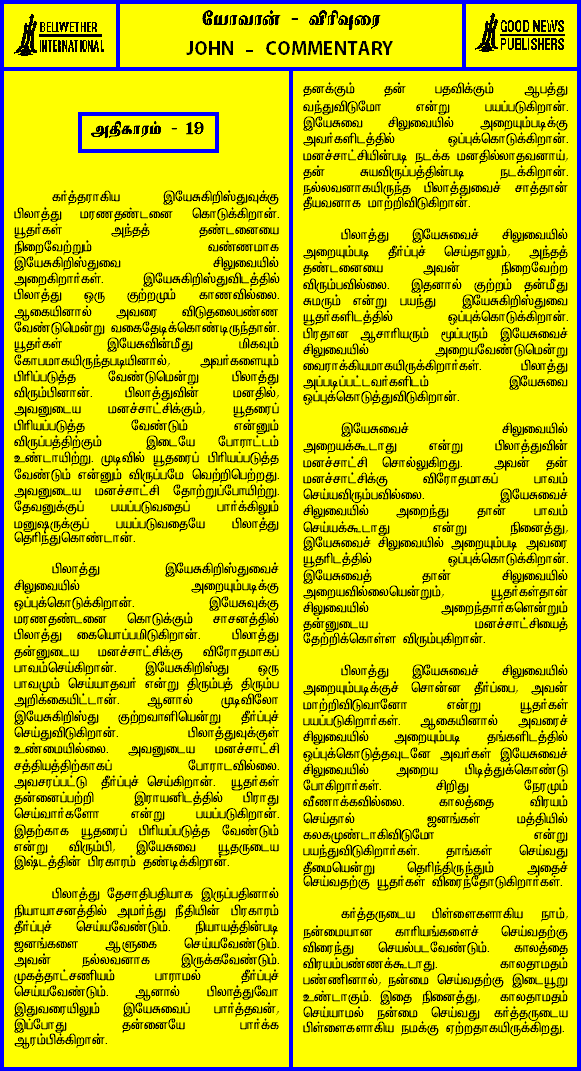 BELIWETHER
INTERNATIONAL
யோவான் - விரிவுரை
JOHN - COMMENTARY
GOOD NEWS
PUBLISHERS
அதிகாரம் - 19
கர்த்தராகிய இயேசுகிறிஸ்துவுக்கு
பிலாத்து மரணதண்டனை கொடுக்கிறான்.
யூதர்கள் அந்தத் தண்டனையை
நிறைவேற்றும் வண்ணமாக
இயேசுகிறிஸ்துவை சிலுவையில்
அறைகிறார்கள். இயேசுகிறிஸ்துவிடத்தில்
பிலாத்து ஒரு குற்றமும் காணவில்லை.
ஆகையினால் அவரை விடுதலைபண்ண
வேண்டுமென்று வகைதேடிக்கொண்டிருந்தான்.
யூதர்கள் இயேசுவின்மீது மிகவும்
கோபமாகயிருந்தபடியினால், அவர்களையும்
பிரிப்படுத்த வேண்டுமென்று பிலாத்து
விரும்பினான். பிலாத்துவின் மனதில்,
அவனுடைய மனச்சாட்சிக்கும், யூதரைப்
பிரியப்படுத்த வேண்டும் என்னும்
விருப்பத்திற்கும் இடையே போராட்டம்
உண்டாயிற்று. முடிவில் யூதரைப் பிரியப்படுத்த
வேண்டும் என்னும் விருப்பமே வெற்றிபெற்றது.
அவனுடைய மனச்சாட்சி தோற்றுப்போயிற்று.
தேவனுக்குப் பயப்படுவதைப் பார்க்கிலும்
மனுஷருக்குப் பயப்படுவதையே பிலாத்து
தெரிந்துகொண்டான்.
பிலாத்து இயேசுகிறிஸ்துவைச்
சிலுவையில் அறையும்படிக்கு
ஒப்புக்கொடுக்கிறான். இயேசுவுக்கு
மரணதண்டனை கொடுக்கும் சாசனத்தில்
பிலாத்து கையொப்பமிடுகிறான். பிலாத்து
தன்னுடைய மனச்சாட்சிக்கு விரோதமாகப்
பாவம்செய்கிறான். இயேசுகிறிஸ்து ஒரு
பாவமும் செய்யாதவர் என்று திரும்பத் திரும்ப
அறிக்கையிட்டான். ஆனால் முடிவிலோ
இயேசுகிறிஸ்து குற்றவாளியென்று தீர்ப்புச்
செய்துவிடுகிறான். பிலாத்துவுக்குள்
உண்மையில்லை. அவனுடைய மனச்சாட்சி
சத்தியத்திற்காகப் போராடவில்லை.
அவசரப்பட்டு தீர்ப்புச் செய்கிறான். யூதர்கள்
தன்னைப்பற்றி இராயனிடத்தில் பிராது
செய்வார்களோ என்று பயப்படுகிறான்.
இதற்காக யூதரைப் பிரியப்படுத்த வேண்டும்
என்று விரும்பி, இயேசுவை யூதருடைய
இஷ்டத்தின் பிரகாரம் தண்டிக்கிறான்.
பிலாத்து தேசாதிபதியாக இருப்பதினால்
நியாயாசனத்தில் அமர்ந்து நீதியின் பிரகாரம்
தீர்ப்புச் செய்யவேண்டும். நியாயத்தின்படி
ஜனங்களை ஆளுகை செய்யவேண்டும்.
அவன் நல்லவனாக இருக்கவேண்டும்.
முகத்தாட்சணியம் பாராமல் தீர்ப்புச்
செய்யவேண்டும். ஆனால் பிலாத்துவோ
இதுவரையிலும் இயேசுவைப் பார்த்தவன்,
இப்போது தன்னையே பார்க்க
ஆரம்பிக்கிறான்.
தனக்கும் தன் பதவிக்கும் ஆபத்து
வந்துவிடுமோ என்று பயப்படுகிறான்.
இயேசுவை சிலுவையில் அறையும்படிக்கு
அவர்களிடத்தில் ஒப்புக்கொடுக்கிறான்.
மனச்சாட்சியின்படி நடக்க மனதில்லாதவனாய்,
தன் சுயவிருப்பத்தின்படி நடக்கிறான்.
நல்லவனாகயிருந்த பிலாத்துவைச் சாத்தான்
தீயவனாக மாற்றிவிடுகிறான்.
பிலாத்து இயேசுவைச் சிலுவையில்
அறையும்படி தீர்ப்புச் செய்தாலும், அந்தத்
தண்டனையை அவன் நிறைவேற்ற
விரும்பவில்லை. இதனால் குற்றம் தன்மீது
சுமரும் என்று பயந்து இயேசுகிறிஸ்துவை
யூதர்களிடத்தில் ஒப்புக்கொடுக்கிறான்.
பிரதான ஆசாரியரும் மூப்பரும் இயேசுவைச்
சிலுவையில் அறையவேண்டுமென்று
வைராக்கியமாகயிருக்கிறார்கள். பிலாத்து
அப்படிப்பட்டவர்களிடம் இயேசுவை
ஒப்புக்கொடுத்துவிடுகிறான்.
இயேசுவைச் சிலுவையில்
அறையக்கூடாது என்று பிலாத்துவின்
மனச்சாட்சி சொல்லுகிறது. அவன் தன்
மனச்சாட்சிக்கு விரோதமாகப் பாவம்
செய்யவிரும்பவில்லை. இயேசுவைச்
சிலுவையில் அறைந்து தான் பாவம்
செய்யக்கூடாது என்று நினைத்து,
இயேசுவைச் சிலுவையில் அறையும்படி அவரை
யூதரிடத்தில் ஒப்புக்கொடுக்கிறான்.
இயேசுவைத் தான் சிலுவையில்
அறையவில்லையென்றும், யூதர்கள்தான்
சிலுவையில் அறைந்தார்களென்றும்
தன்னுடைய மனச்சாட்சியைத்
தேற்றிக்கொள்ள விரும்புகிறான்.
பிலாத்து இயேசுவைச் சிலுவையில்
அறையும்படிக்குச் சொன்ன தீர்ப்பை, அவன்
மாற்றிவிடுவானோ என்று யூதர்கள்
பயப்படுகிறார்கள். ஆகையினால் அவரைச்
சிலுவையில் அறையும்படி தங்களிடத்தில்
ஒப்புக்கொடுத்தவுடனே அவர்கள் இயேசுவைச்
சிலுவையில் அறைய பிடித்துக்கொண்டு
போகிறார்கள். சிறிது நேரமும்
வீணாக்கவில்லை. காலத்தை விரயம்
செய்தால் ஜனங்கள் மத்தியில்
கலகமுண்டாகிவிடுமோ என்று
பயந்துவிடுகிறார்கள். தாங்கள் செய்வது
தீமையென்று தெரிந்திருந்தும் அதைச்
செய்வதற்கு யூதர்கள் விரைந்தோடுகிறார்கள்.
கர்த்தருடைய பிள்ளைகளாகிய நாம்,
நன்மையான காரியங்களைச் செய்வதற்கு
விரைந்து செயல்படவேண்டும். காலத்தை
விரயம்பண்ணக்கூடாது. காலதாமதம்
பண்ணினால், நன்மை செய்வதற்கு இடையூறு
உண்டாகும். இதை நினைத்து, காலதாமதம்
செய்யாமல் நன்மை செய்வது கர்த்தருடைய
பிள்ளைகளாகிய நமக்கு ஏற்றதாகயிருக்கிறது.